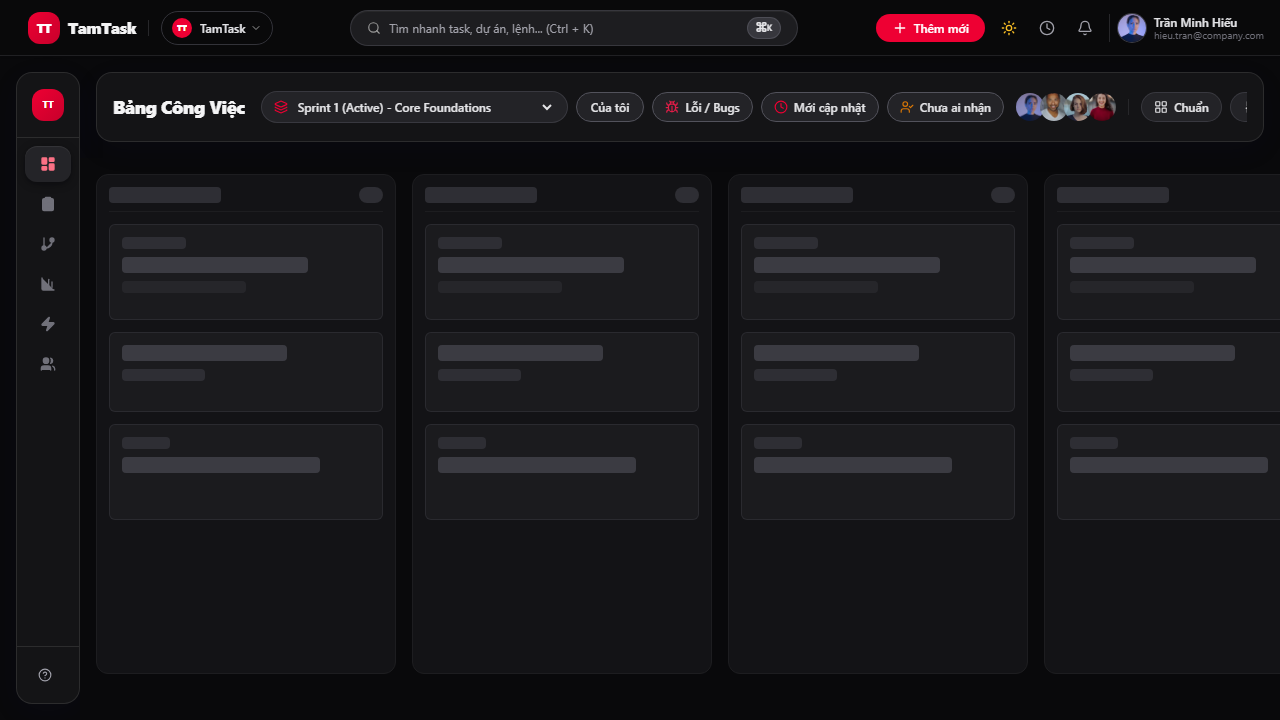 TT TamTask
TT TamTask
Tìm nhanh task, dự án, lệnh... (Ctrl + K)
⌘K
Thêm mới
Trần Minh Hiếu
hieu.tran@company.com
TT
Bảng Công Việc
Sprint 1 (Active) - Core Foundations
Của tôi
Lỗi / Bugs
Mới cập nhật
Chưa ai nhận
Chuẩn